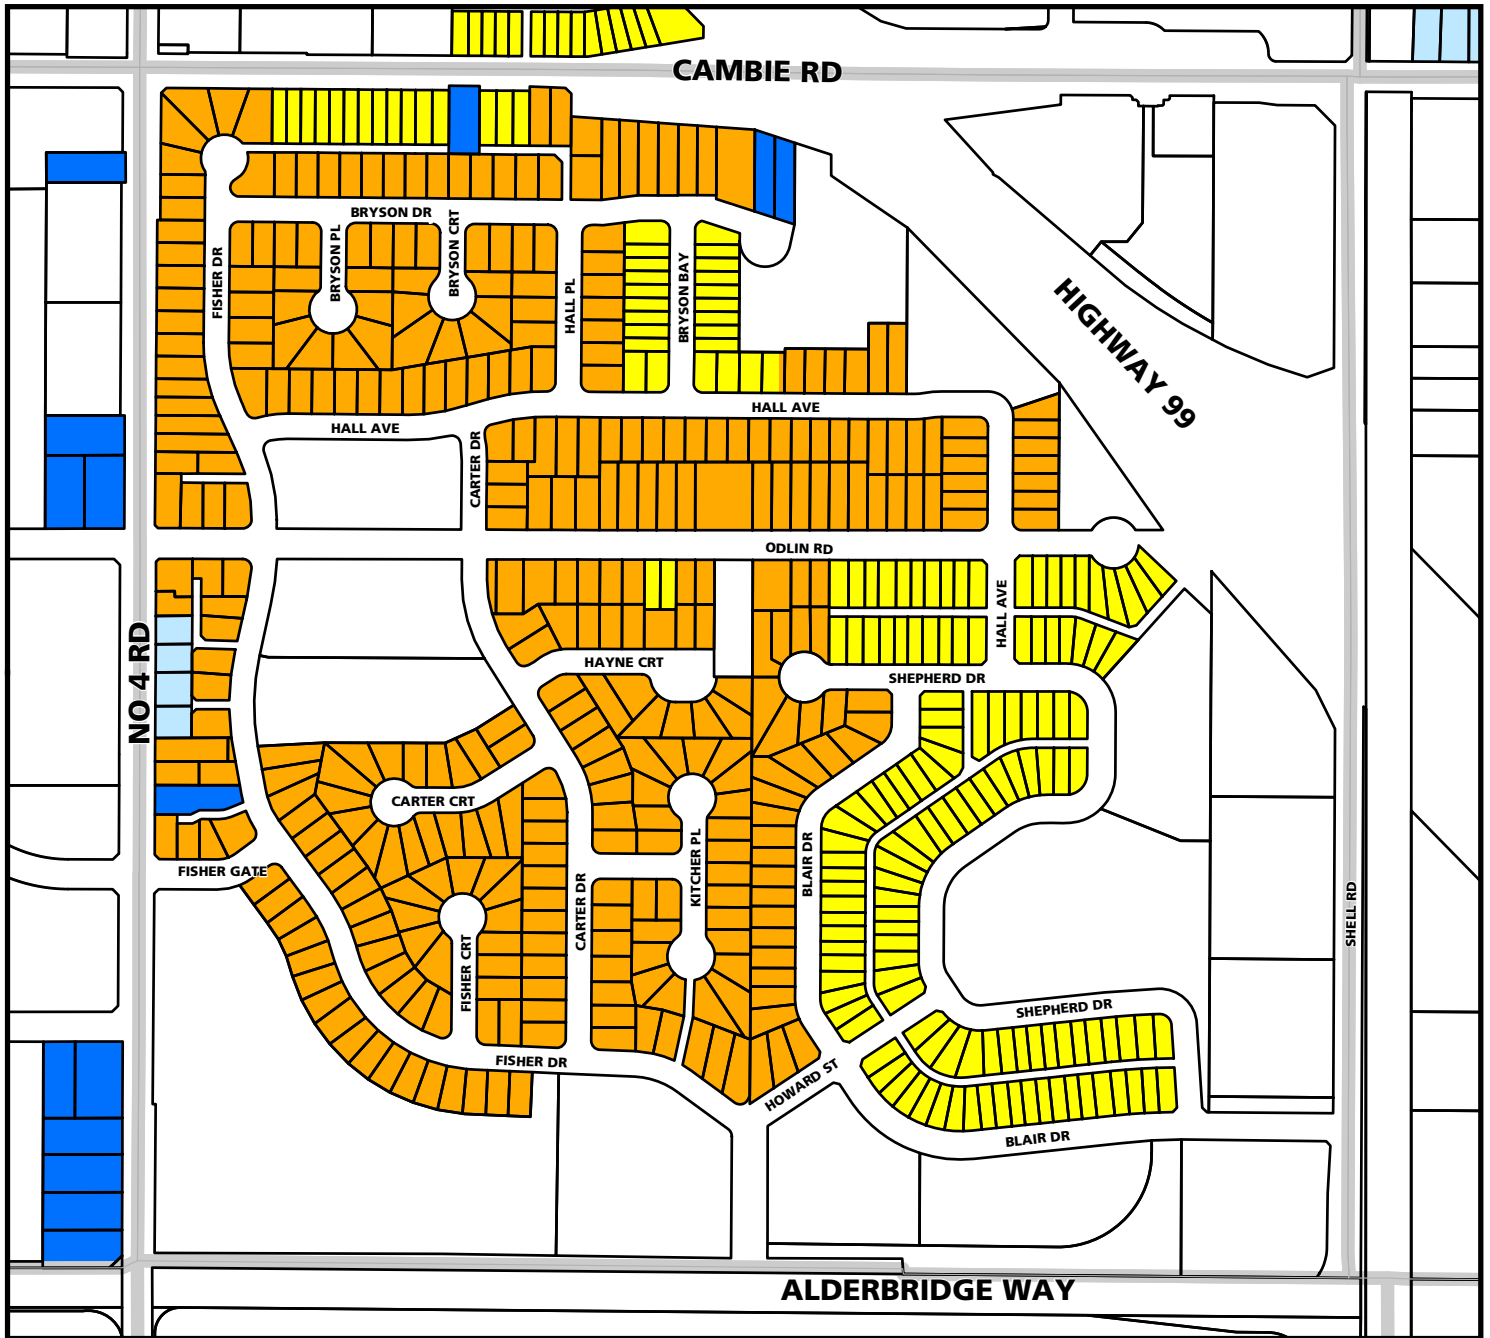 CAMBIE RD
BRYSON DR
BRYSON PL
BRYSON CRT
FISHER DR
HALL PL
BRYSON BAY
HIGHWAY 99
HALL AVE
HALL AVE
CARTER DR
ODLIN RD
HALL AVE
NO 4 RD
HAYNE CRT
SHEPHERD DR
CARTER CRT
KITCHER PL
BLAIR DR
FISHER GATE
CARTER DR
SHELL RD
FISHER CRT
SHEPHERD DR
FISHER DR
HOWARD ST
BLAIR DR
ALDERBRIDGE WAY